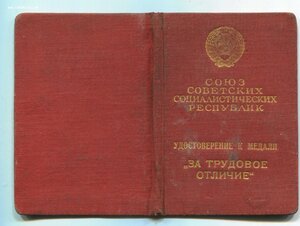 СОЮЗ
СОВЕТСКИХ
СОЦИАЛИСТИЧЕСКИХ
РЕСПУБЛИК
УДОСТОВЕРЕНИЕ К МЕДАЛИ
„ЗА ТРУДОВОЕ
ОТЛИЧИЕ"